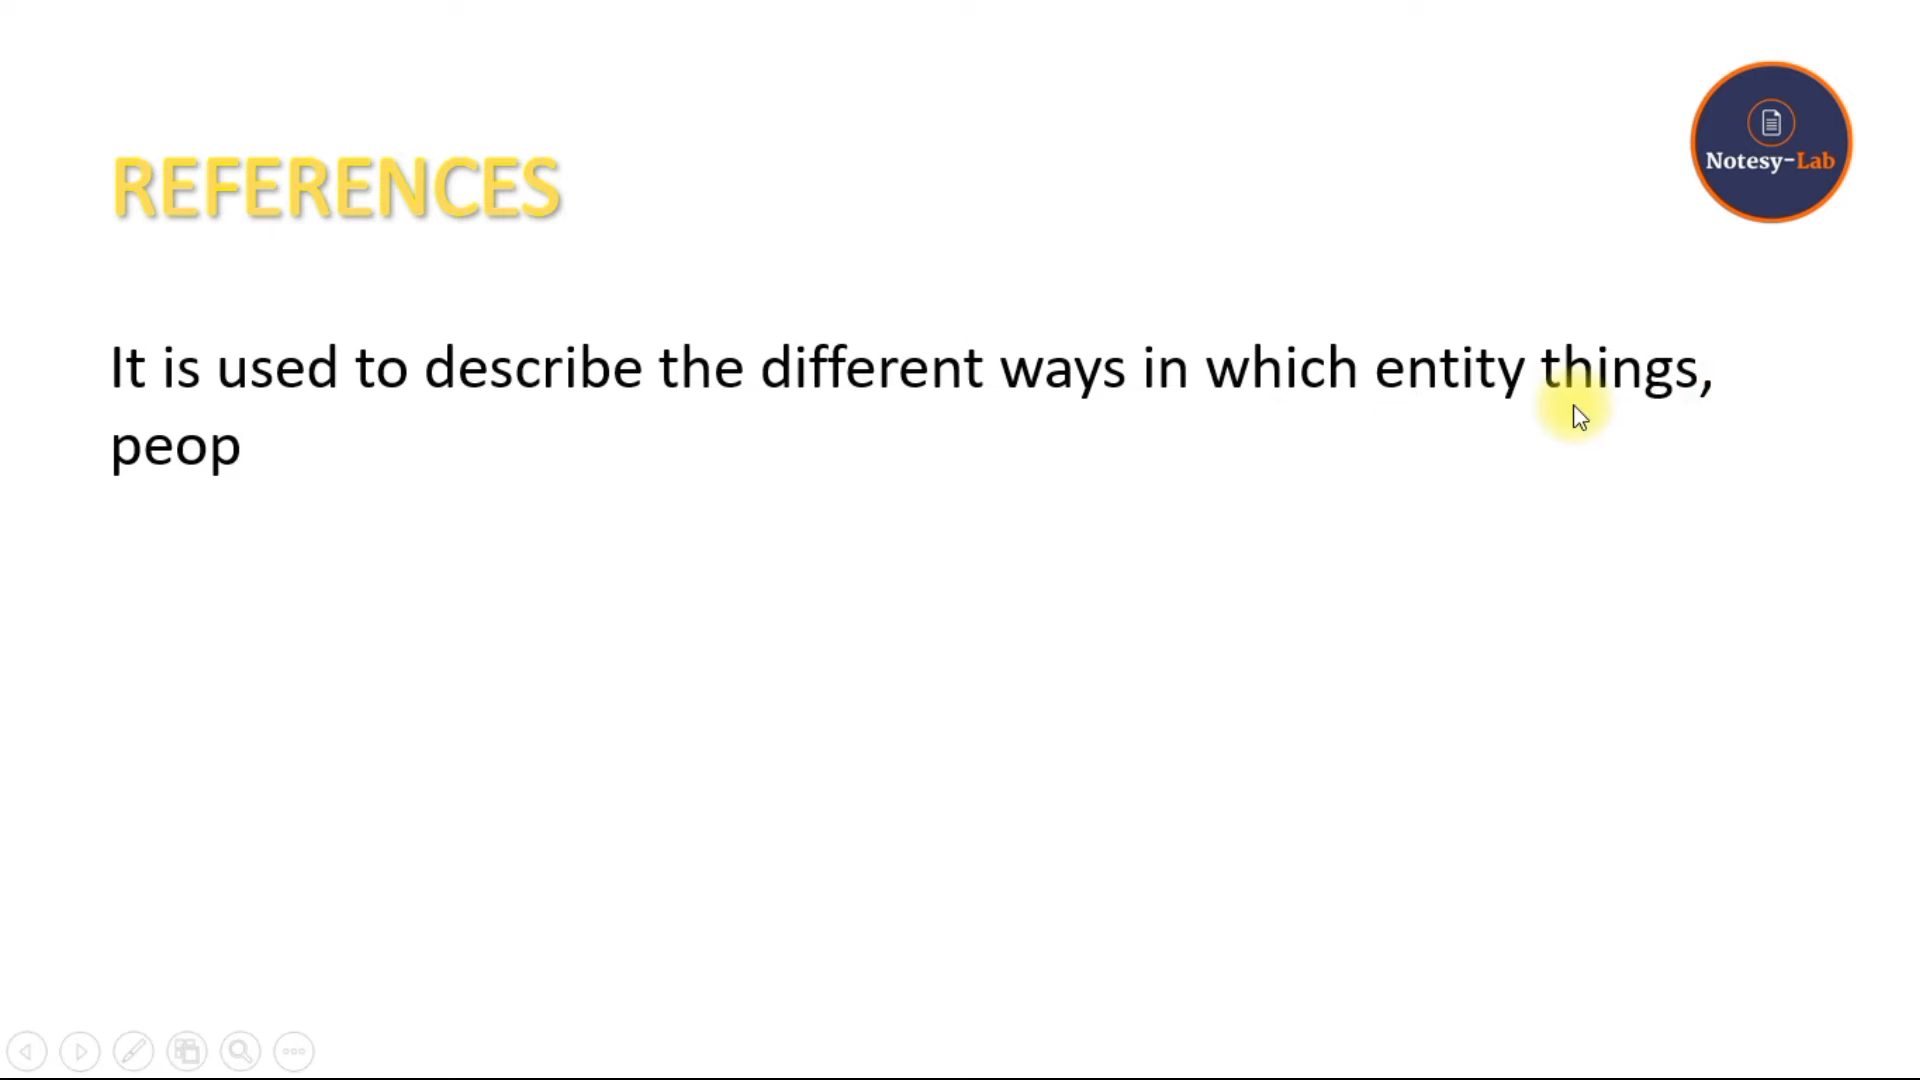 Notesy-Lab
REFERENCES
It is used to describe the different ways in which entity things,
peop